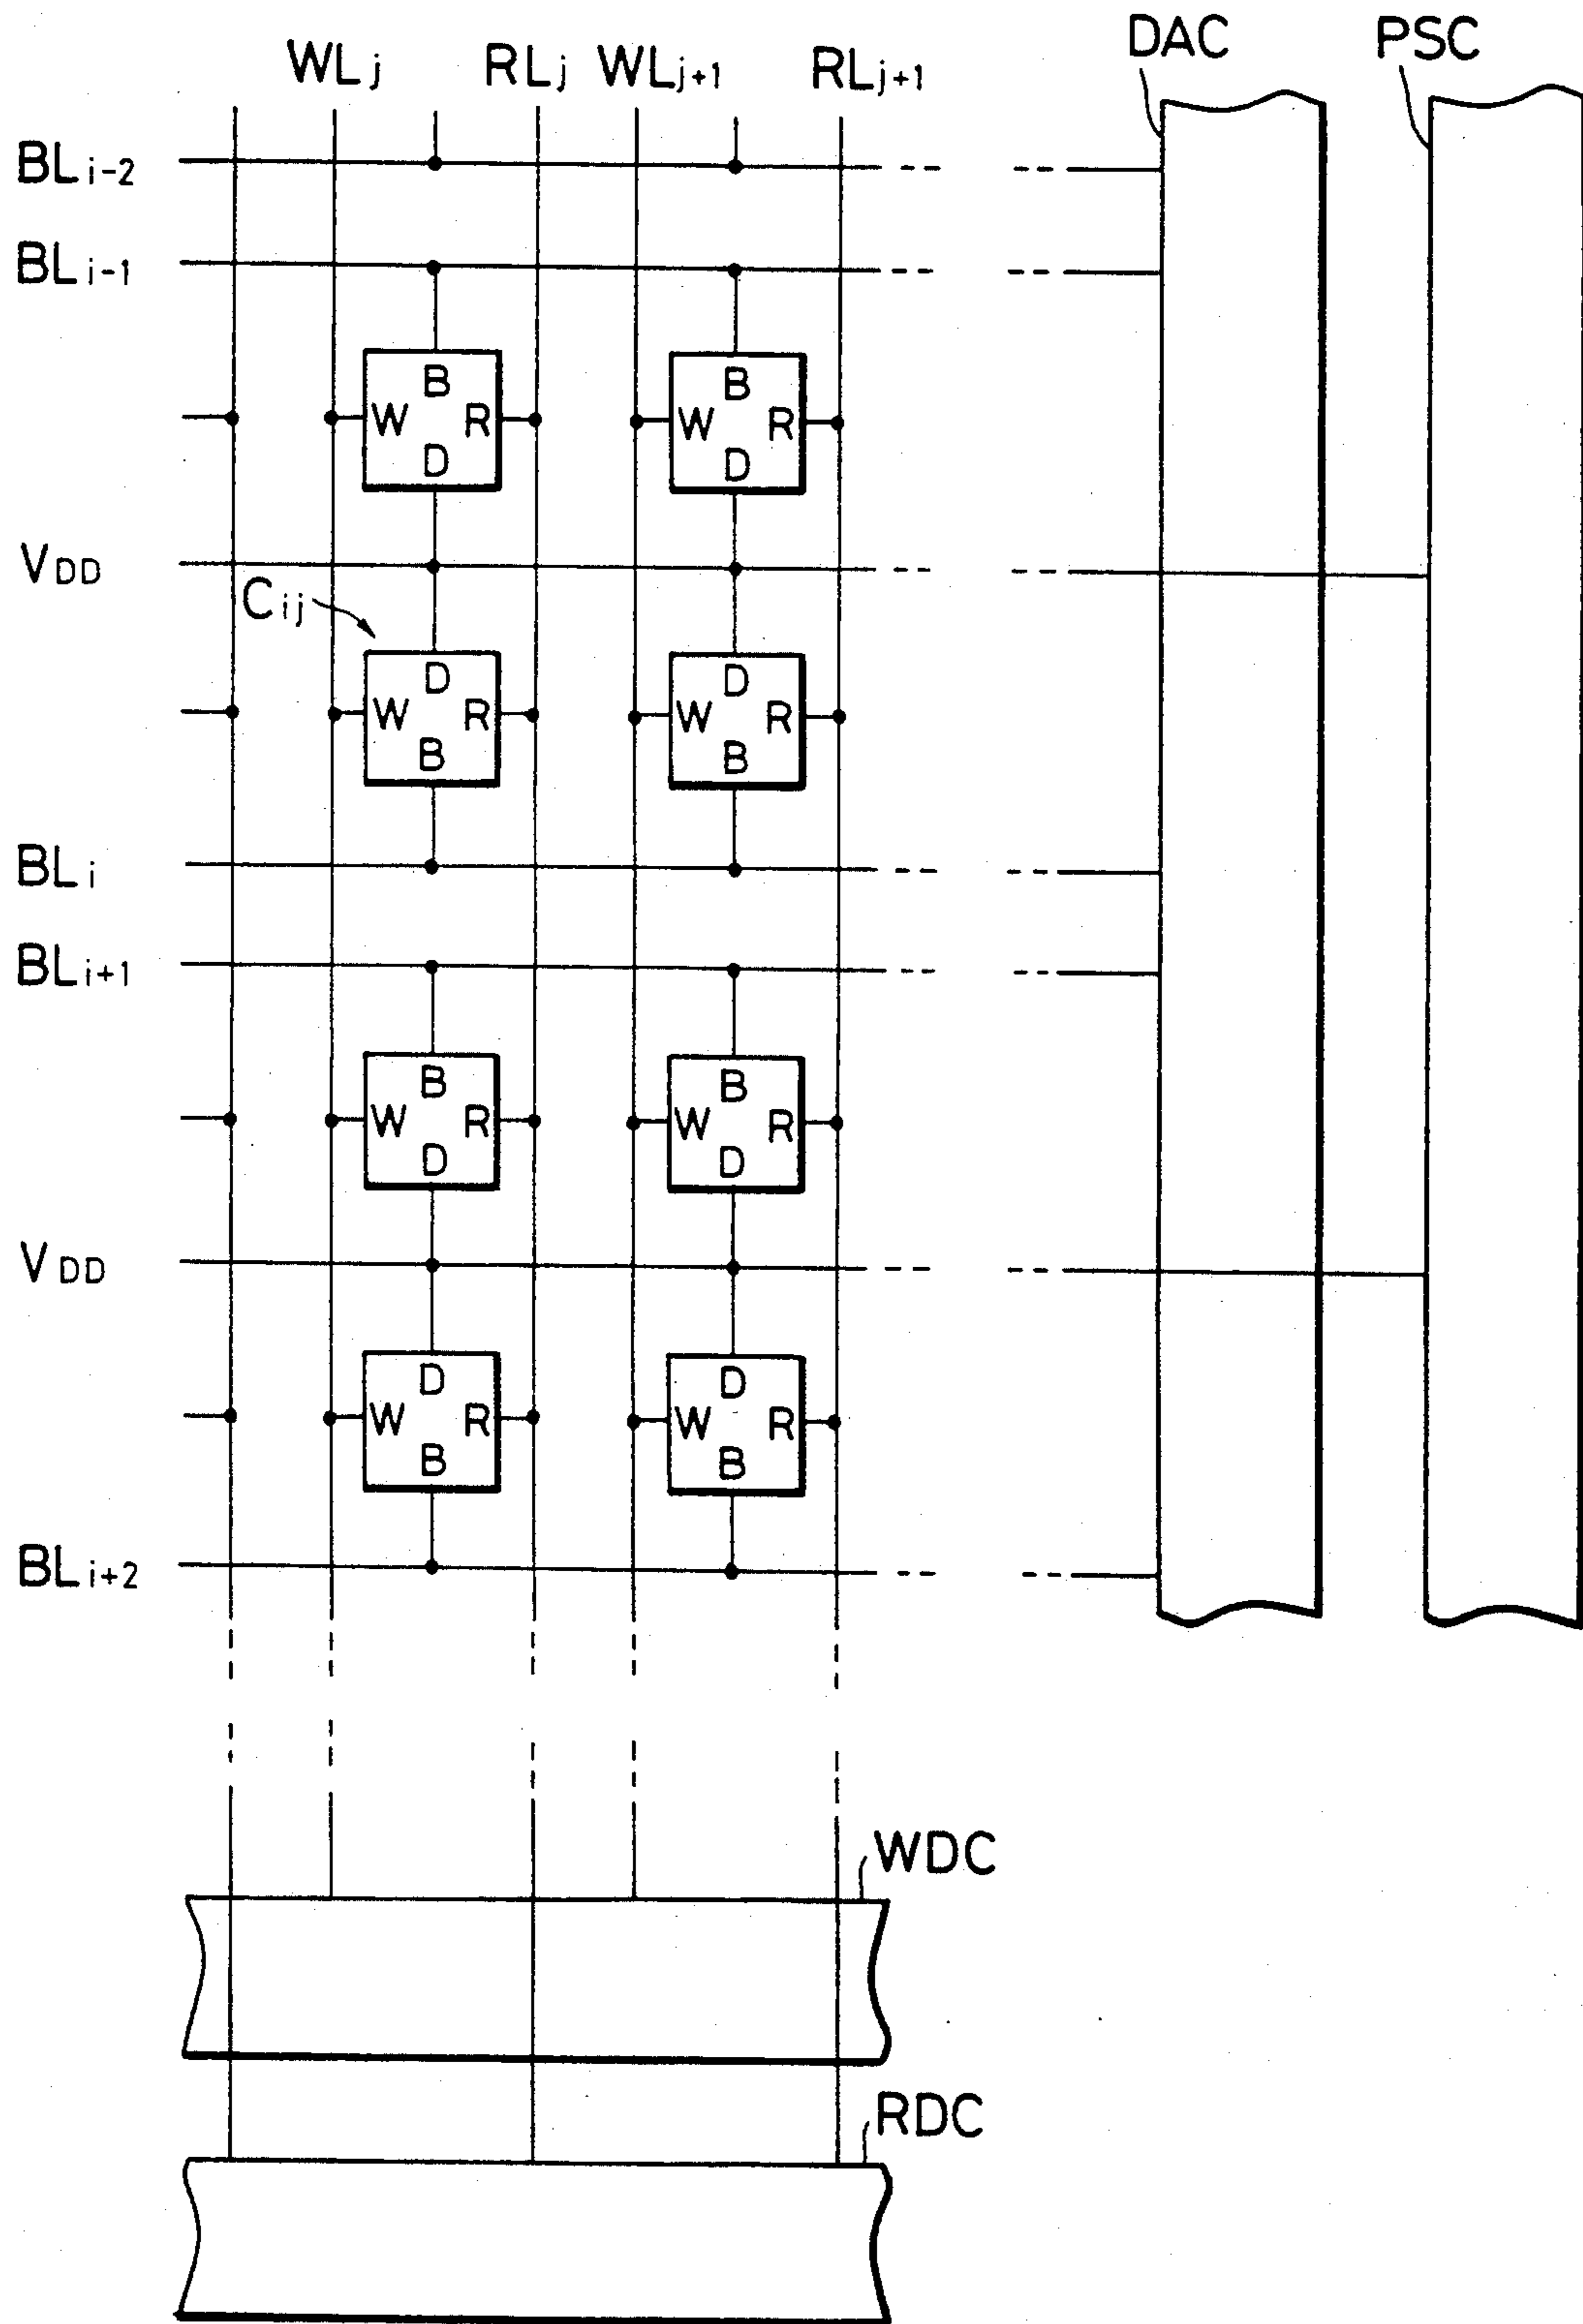 DAC PSC
WLj RLj WLj+1 RLj+1
BLi-2
BLi-1
B B
W R W R
D D
VDD
Cij
D D
W R W R
B B
BLi
BLi+1
B B
W R W R
D D
VDD
D D
W R W R
B B
BLi+2
WDC
RDC